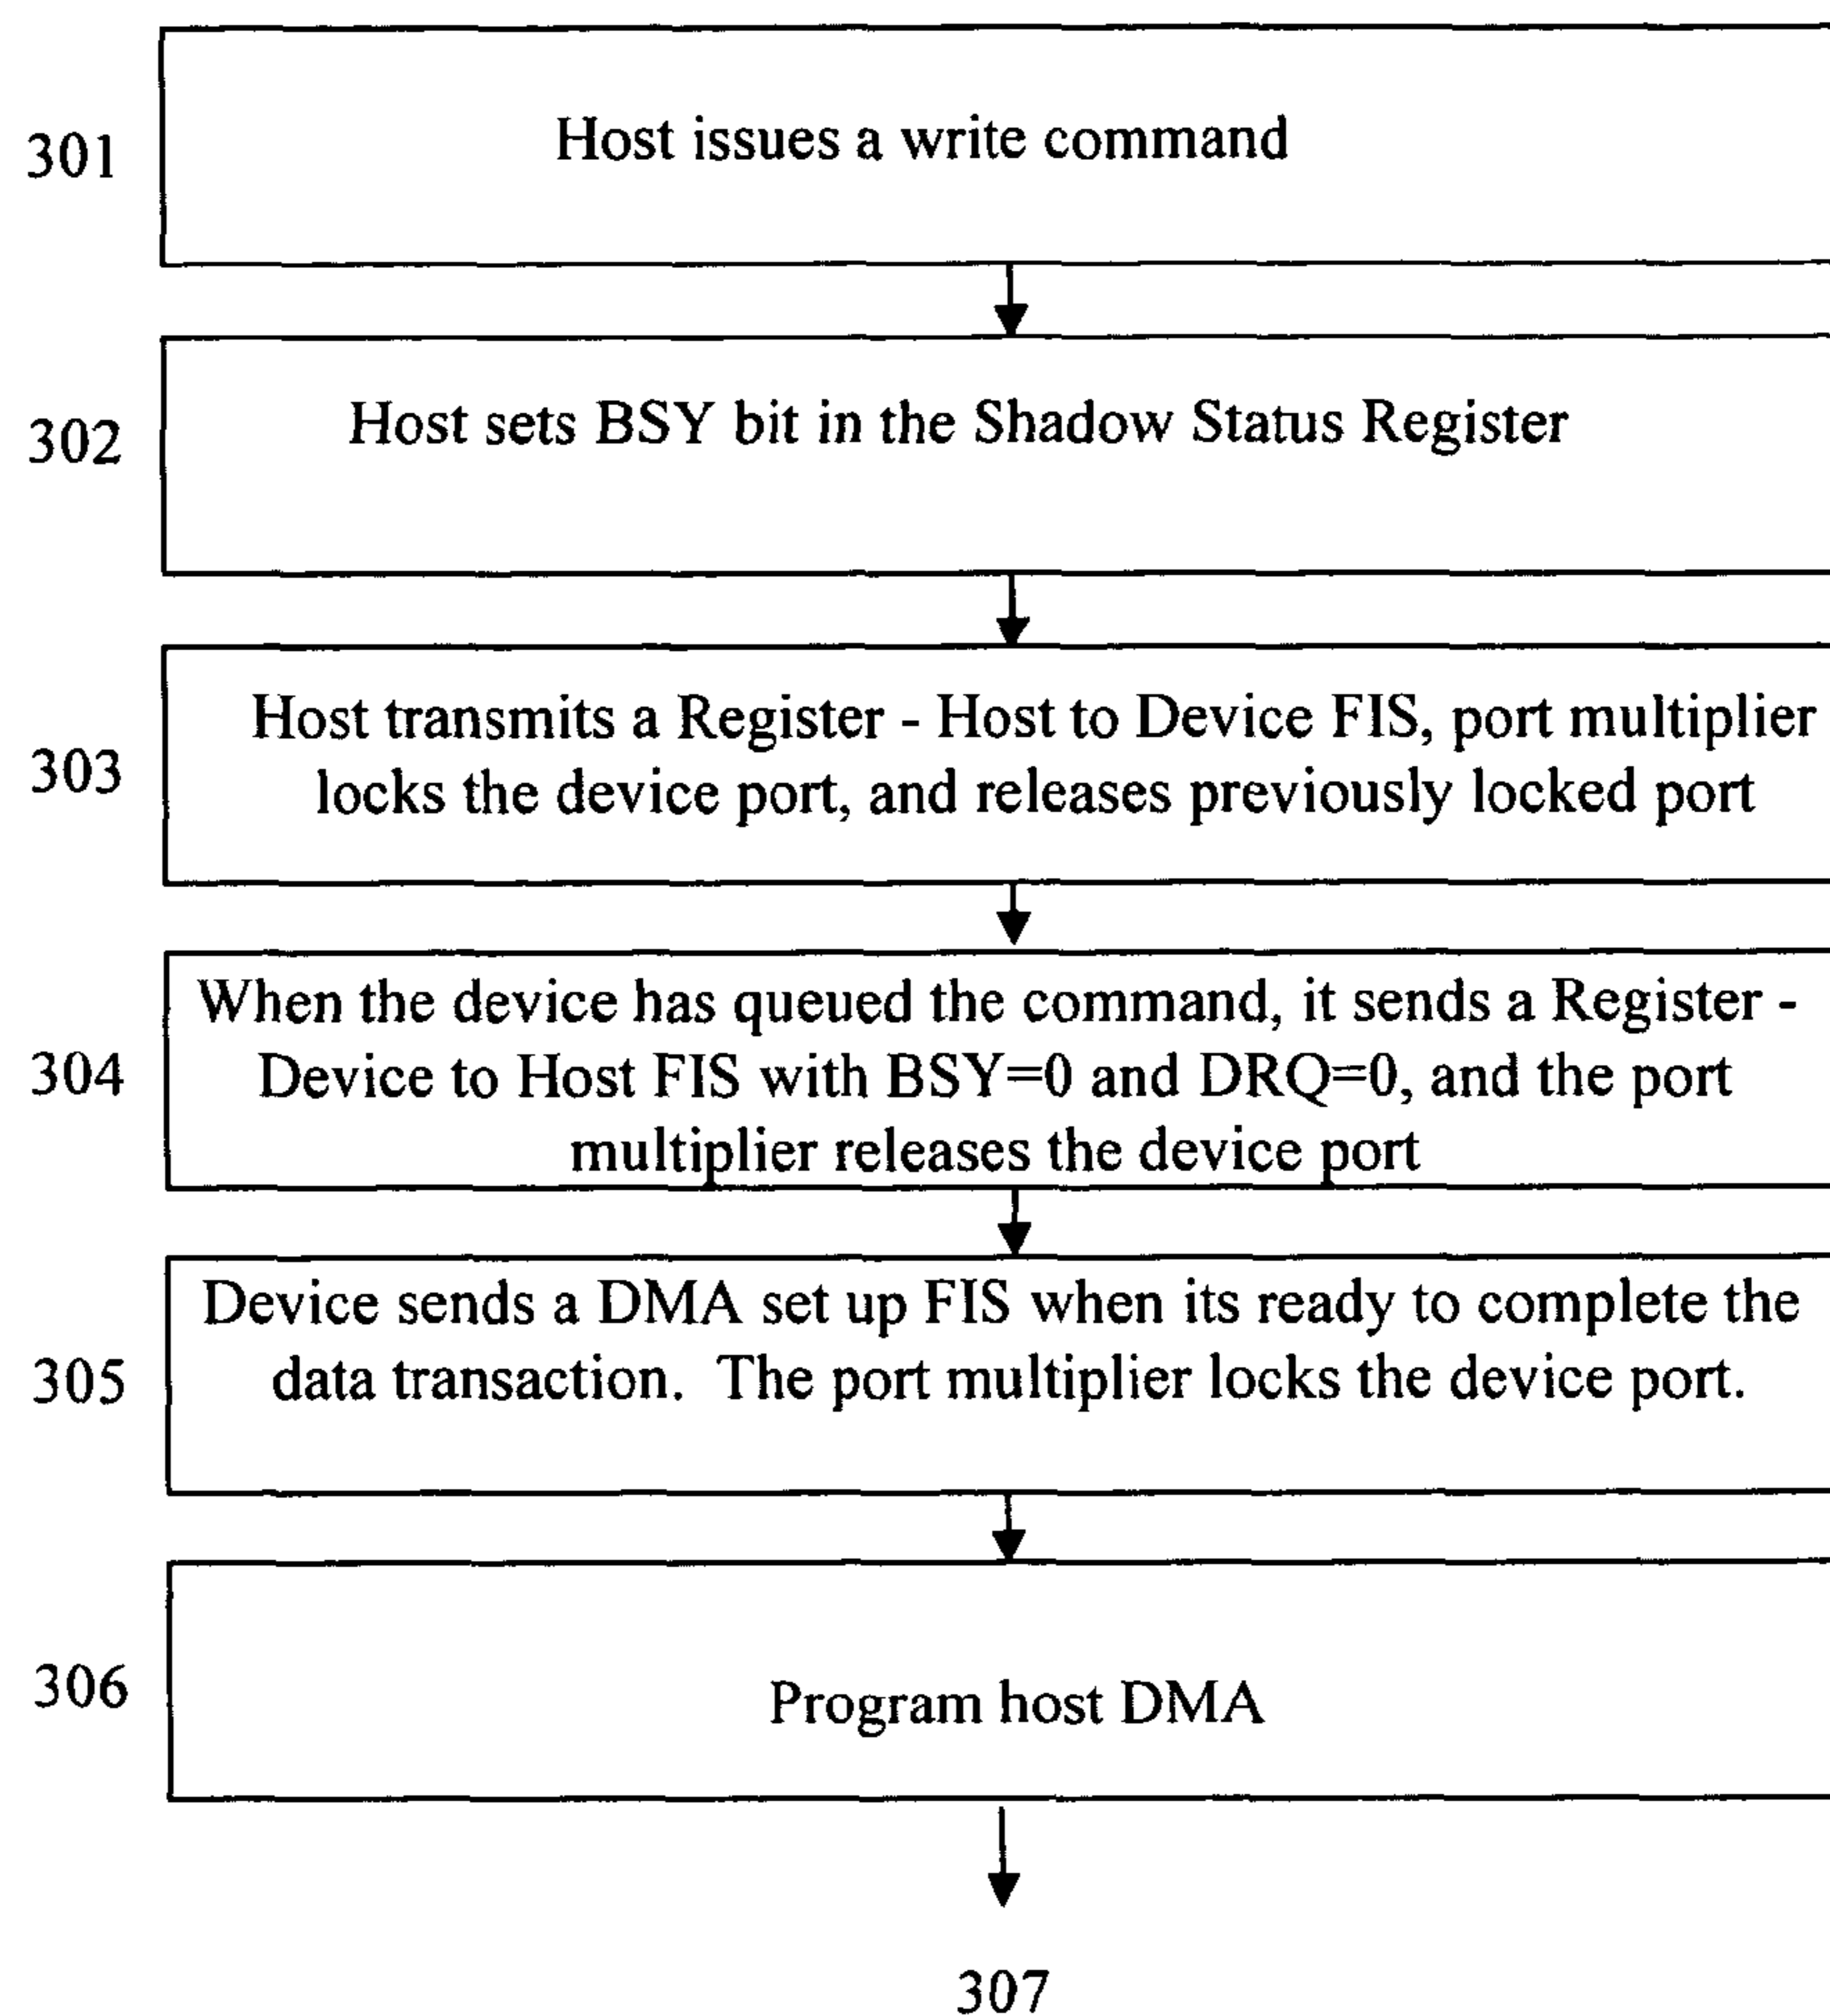 301
Host issues a write command
302
Host sets BSY bit in the Shadow Status Register
303
Host transmits a Register - Host to Device FIS, port multiplier
locks the device port, and releases previously locked port
304
When the device has queued the command, it sends a Register -
Device to Host FIS with BSY=0 and DRQ=0, and the port
multiplier releases the device port
305
Device sends a DMA set up FIS when its ready to complete the
data transaction. The port multiplier locks the device port.
306
Program host DMA
307